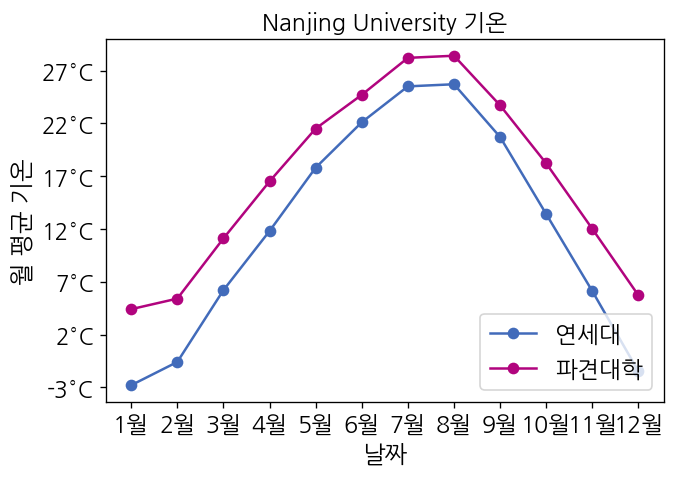 Nanjing University 기온
월 평균 기온
27°C
22°C
17°C
12°C
7°C
2°C
-3°C
연세대
파견대학
1월 2월 3월 4월 5월 6월 7월 8월 9월 10월 11월 12월
날짜